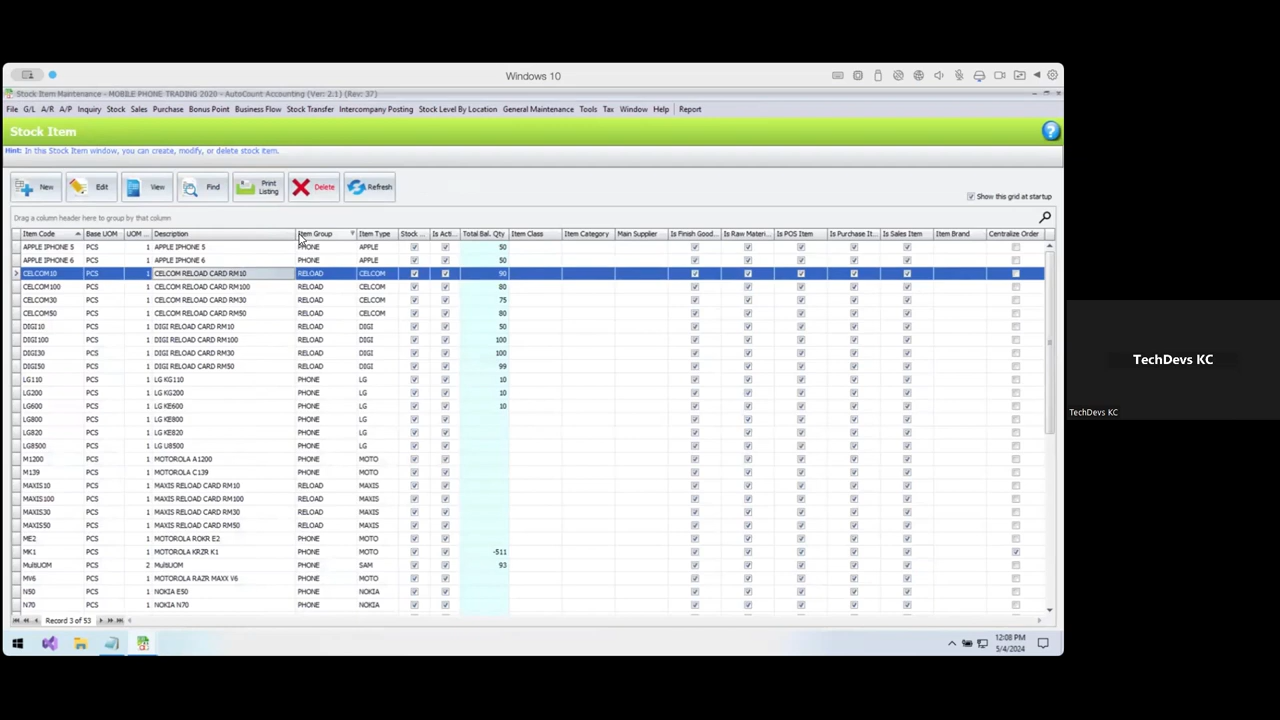 Windows 10
Stock Item Maintenance - MOBILE PHONE TRADING 2020 - AutoCount Accounting (Ver: 2.1) (Rev: 37)
File G/L A/R A/P Inquiry Stock Sales Purchase Bonus Point Business Flow Stock Transfer Intercompany Posting Stock Level By Location General Maintenance Tools Tax Window Help Report
Stock Item
Hint: In this Stock Item window, you can create, modify, or delete stock item.
New Edit View Find Print Listing Delete Refresh
Show this grid at startup
Drag a column header here to group by that column
Item Code Base UOM UOM ... Description Item Group Item Type Stock ... Is Acti... Total Bal. Qty Item Class Item Category Main Supplier Is Finish Good... Is Raw Materi... Is POS Item Is Purchase It... Is Sales Item Item Brand Centralize Order
APPLE IPHONE 5 PCS 1 APPLE IPHONE 5 PHONE APPLE 50
APPLE IPHONE 6 PCS 1 APPLE IPHONE 6 PHONE APPLE 50
CELCOM10 PCS 1 CELCOM RELOAD CARD RM10 RELOAD CELCOM 90
CELCOM100 PCS 1 CELCOM RELOAD CARD RM100 RELOAD CELCOM 80
CELCOM30 PCS 1 CELCOM RELOAD CARD RM30 RELOAD CELCOM 75
CELCOM50 PCS 1 CELCOM RELOAD CARD RM50 RELOAD CELCOM 80
DIGI10 PCS 1 DIGI RELOAD CARD RM10 RELOAD DIGI 50
DIGI100 PCS 1 DIGI RELOAD CARD RM100 RELOAD DIGI 100
DIGI30 PCS 1 DIGI RELOAD CARD RM30 RELOAD DIGI 100
DIGI50 PCS 1 DIGI RELOAD CARD RM50 RELOAD DIGI 99
LG110 PCS 1 LG KG110 PHONE LG 10
LG200 PCS 1 LG KG200 PHONE LG 10
LG600 PCS 1 LG KE600 PHONE LG 10
LG800 PCS 1 LG KE800 PHONE LG
LG820 PCS 1 LG KE820 PHONE LG
LG8500 PCS 1 LG U8500 PHONE LG
M1200 PCS 1 MOTOROLA A1200 PHONE MOTO
M139 PCS 1 MOTOROLA C139 PHONE MOTO
MAXIS10 PCS 1 MAXIS RELOAD CARD RM10 RELOAD MAXIS
MAXIS100 PCS 1 MAXIS RELOAD CARD RM100 RELOAD MAXIS
MAXIS30 PCS 1 MAXIS RELOAD CARD RM30 RELOAD MAXIS
MAXIS50 PCS 1 MAXIS RELOAD CARD RM50 RELOAD MAXIS
ME2 PCS 1 MOTOROLA ROKR E2 PHONE MOTO
MK1 PCS 1 MOTOROLA KRZR K1 PHONE MOTO -511
MultiUOM PCS 2 MultiUOM PHONE SAM 93
MV6 PCS 1 MOTOROLA RAZR MAXX V6 PHONE MOTO
N50 PCS 1 NOKIA E50 PHONE NOKIA
N70 PCS 1 NOKIA N70 PHONE NOKIA
Record 3 of 53
12:08 PM
5/4/2024
TechDevs KC
TechDevs KC